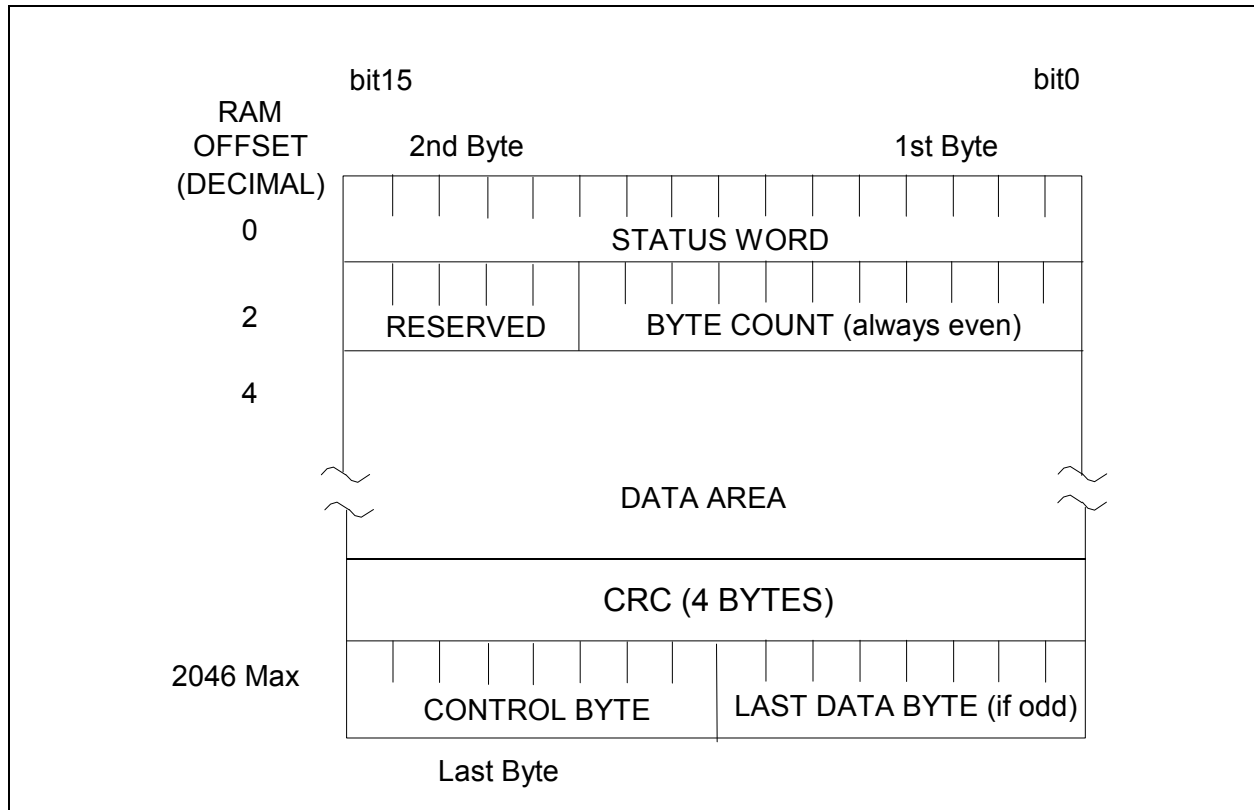 bit15 bit0
RAM
OFFSET
(DECIMAL)
2nd Byte 1st Byte
0
STATUS WORD
2
RESERVED BYTE COUNT (always even)
4
DATA AREA
CRC (4 BYTES)
2046 Max
CONTROL BYTE LAST DATA BYTE (if odd)
Last Byte